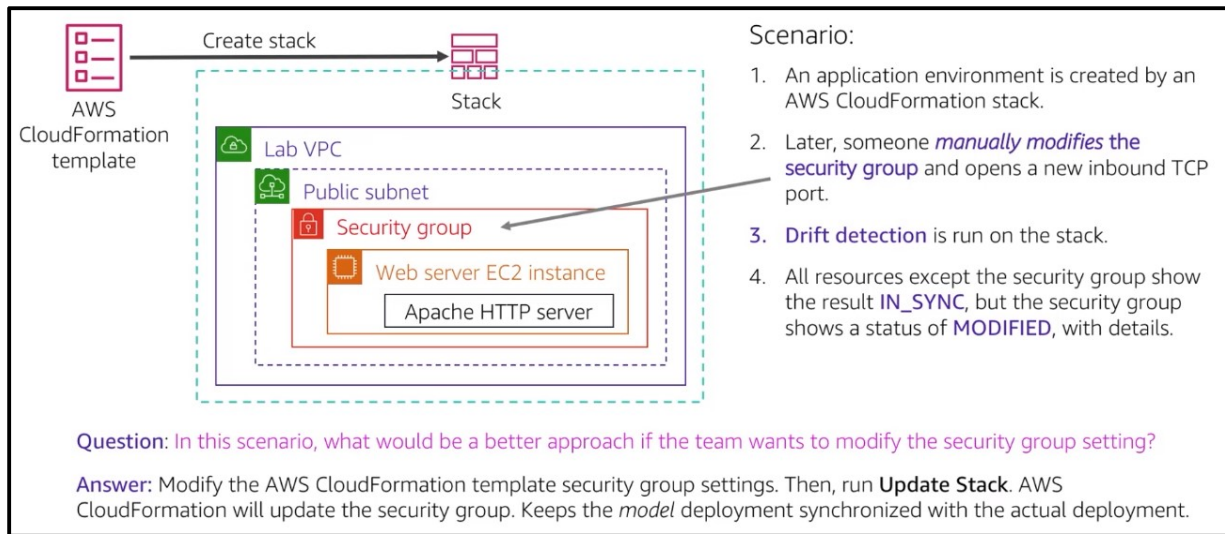 Create stack
AWS
CloudFormation
template
Stack
Lab VPC
Public subnet
Security group
Web server EC2 instance
Apache HTTP server
Scenario:
1. An application environment is created by an
AWS CloudFormation stack.
2. Later, someone manually modifies the
security group and opens a new inbound TCP
port.
3. Drift detection is run on the stack.
4. All resources except the security group show
the result IN_SYNC, but the security group
shows a status of MODIFIED, with details.
Question: In this scenario, what would be a better approach if the team wants to modify the security group setting?
Answer: Modify the AWS CloudFormation template security group settings. Then, run Update Stack. AWS
CloudFormation will update the security group. Keeps the model deployment synchronized with the actual deployment.